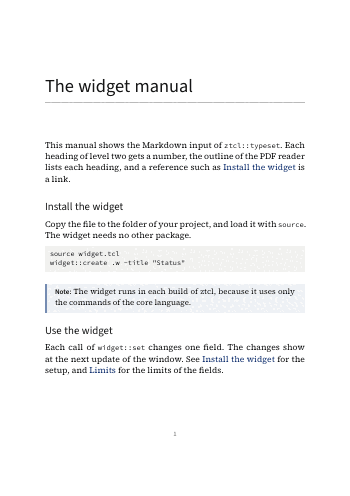 The widget manual
This manual shows the Markdown input of ztcl::typeset. Each
heading of level two gets a number, the outline of the PDF reader
lists each heading, and a reference such as Install the widget is
a link.
Install the widget
Copy the file to the folder of your project, and load it with source.
The widget needs no other package.
source widget.tcl
widget::create .w -title "Status"
Note: The widget runs in each build of ztcl, because it uses only
the commands of the core language.
Use the widget
Each call of widget::set changes one field. The changes show
at the next update of the window. See Install the widget for the
setup, and Limits for the limits of the fields.
1